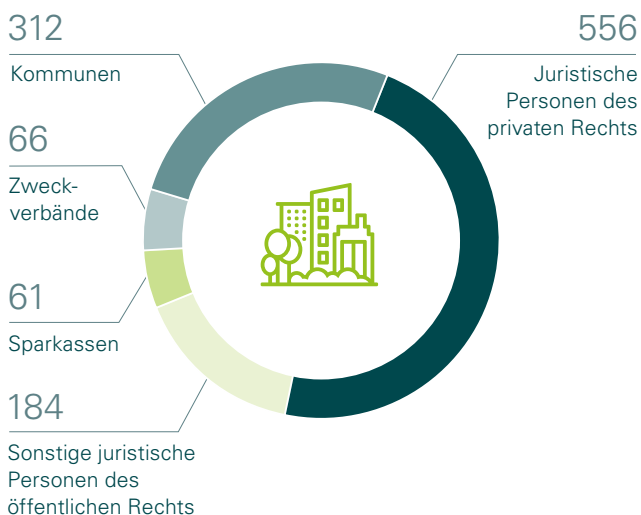 312
Kommunen
66
Zweck-
verbände
61
Sparkassen
184
Sonstige juristische
Personen des
öffentlichen Rechts
556
Juristische
Personen des
privaten Rechts